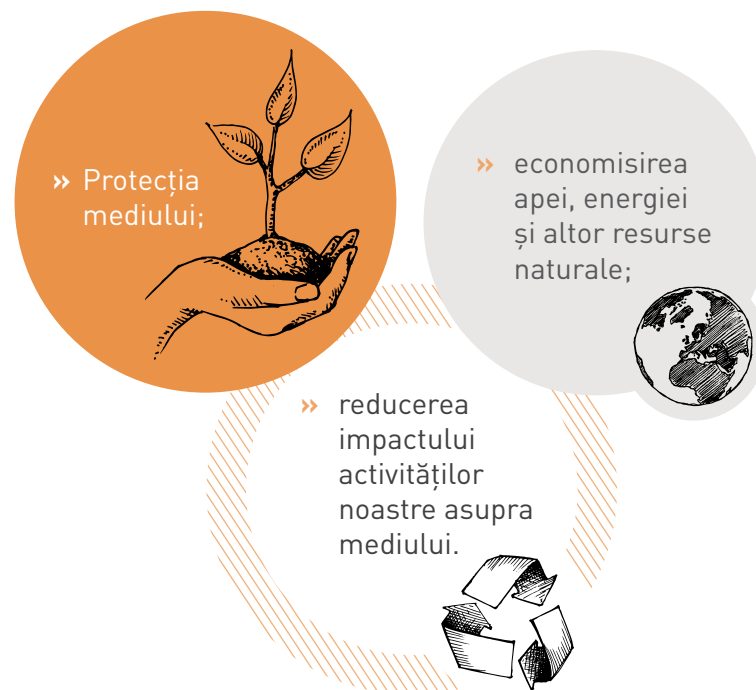 » Protecția
mediului;
» economisirea
apei, energiei
și altor resurse
naturale;
» reducerea
impactului
activităților
noastre asupra
mediului.